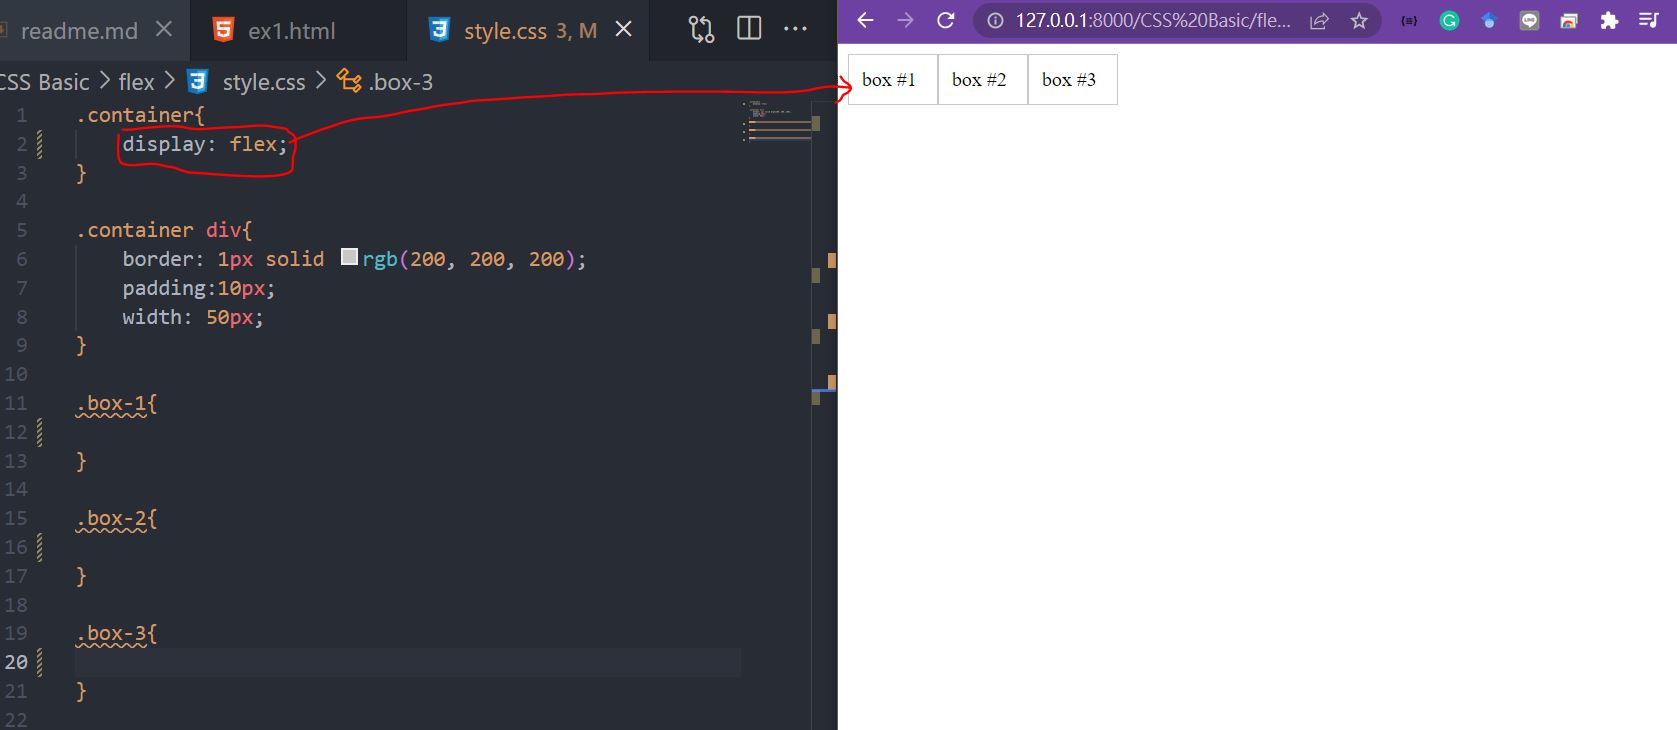 readme.md
ex1.html
style.css 3, M
CSS Basic > flex > style.css > .box-3
1 .container{
2 display: flex;
3 }
4
5 .container div{
6 border: 1px solid rgb(200, 200, 200);
7 padding:10px;
8 width: 50px;
9 }
10
11 .box-1{
12
13 }
14
15 .box-2{
16
17 }
18
19 .box-3{
20
21 }
22
127.0.0.1:8000/CSS%20Basic/fle...
box #1 box #2 box #3